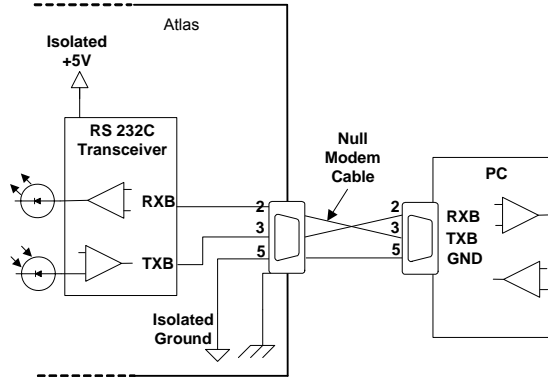 Atlas
Isolated
+5V
RS 232C
Transceiver
RXB
TXB
2
3
5
Isolated
Ground
Null
Modem
Cable
2
3
5
PC
RXB
TXB
GND